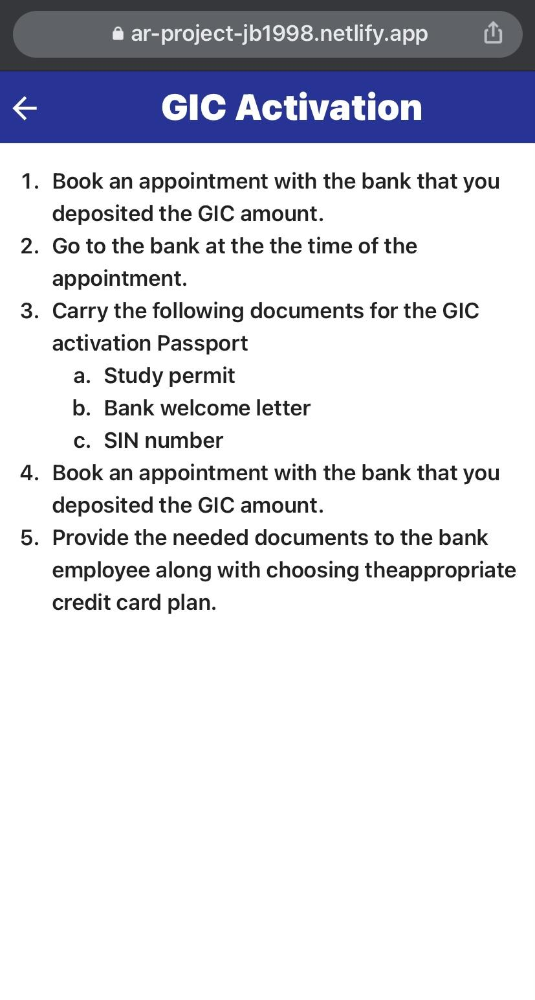 ar-project-jb1998.netlify.app
GIC Activation
1. Book an appointment with the bank that you
deposited the GIC amount.
2. Go to the bank at the the time of the
appointment.
3. Carry the following documents for the GIC
activation Passport
a. Study permit
b. Bank welcome letter
c. SIN number
4. Book an appointment with the bank that you
deposited the GIC amount.
5. Provide the needed documents to the bank
employee along with choosing theappropriate
credit card plan.